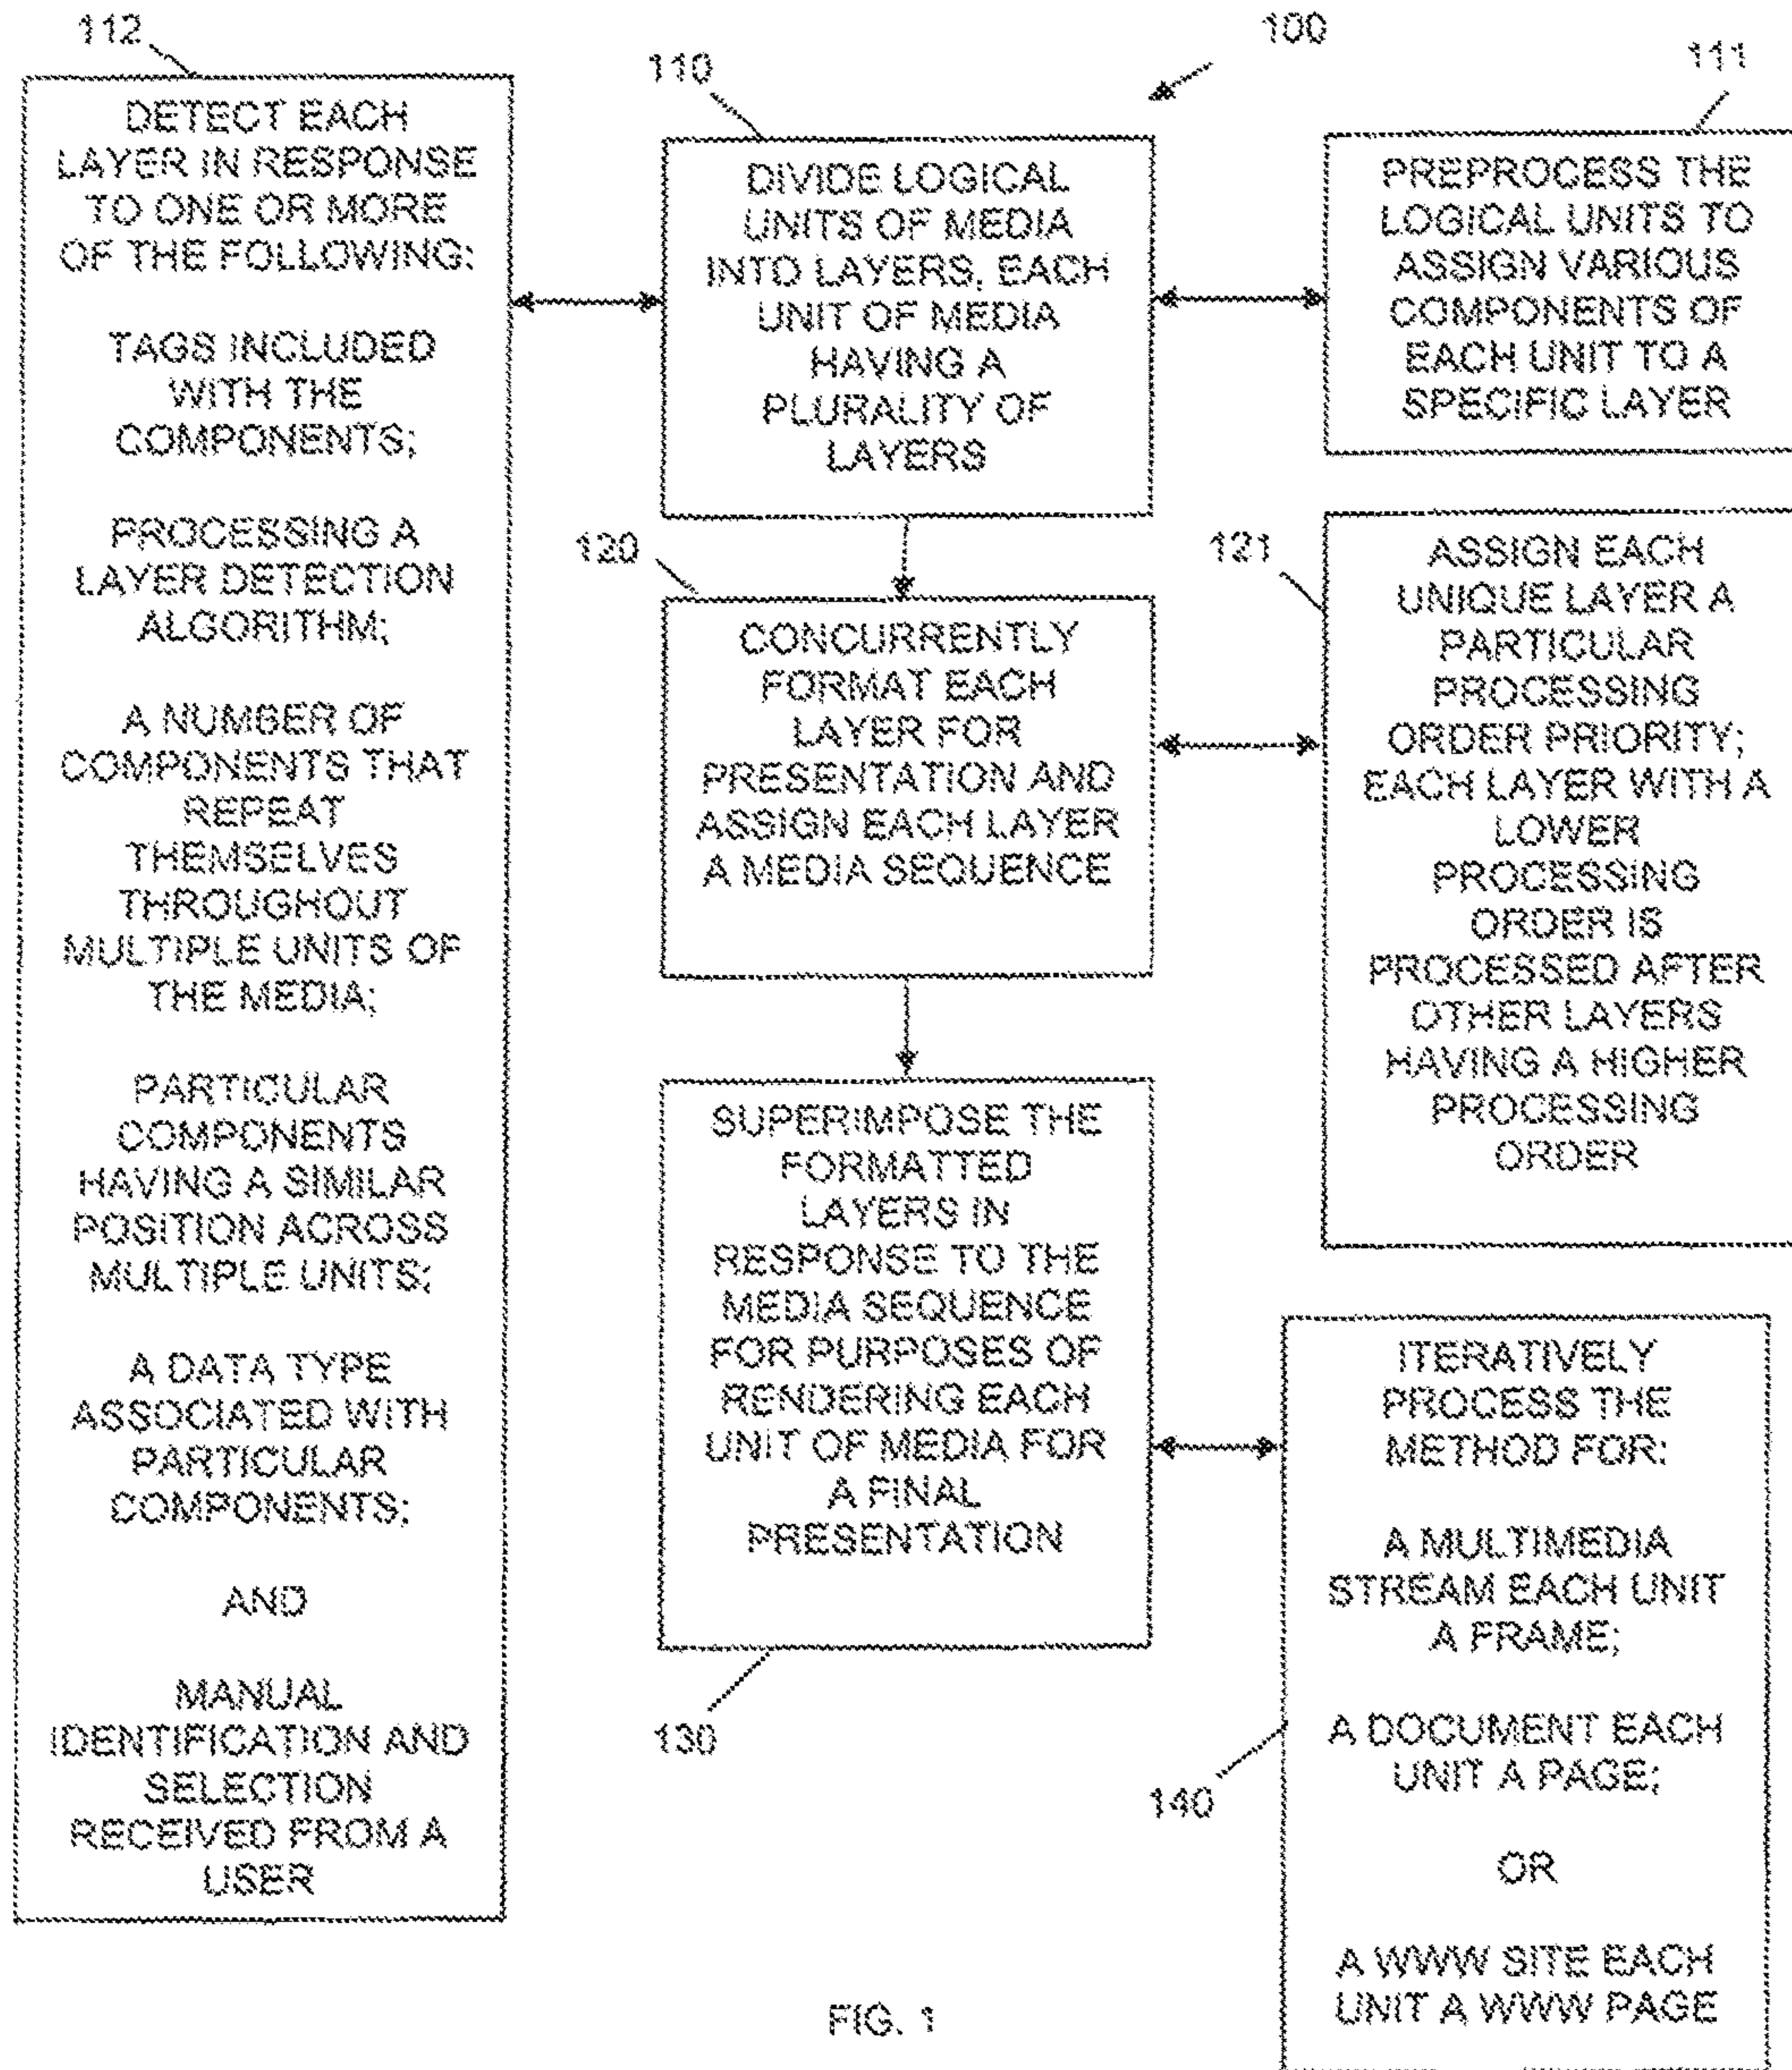 112
DETECT EACH
LAYER IN RESPONSE
TO ONE OR MORE
OF THE FOLLOWING:
TAGS INCLUDED
WITH THE
COMPONENTS;
PROCESSING A
LAYER DETECTION
ALGORITHM;
A NUMBER OF
COMPONENTS THAT
REPEAT
THEMSELVES
THROUGHOUT
MULTIPLE UNITS OF
THE MEDIA;
PARTICULAR
COMPONENTS
HAVING A SIMILAR
POSITION ACROSS
MULTIPLE UNITS;
A DATA TYPE
ASSOCIATED WITH
PARTICULAR
COMPONENTS;
AND
MANUAL
IDENTIFICATION AND
SELECTION
RECEIVED FROM A
USER
100
110
DIVIDE LOGICAL
UNITS OF MEDIA
INTO LAYERS, EACH
UNIT OF MEDIA
HAVING A
PLURALITY OF
LAYERS
111
PREPROCESS THE
LOGICAL UNITS TO
ASSIGN VARIOUS
COMPONENTS OF
EACH UNIT TO A
SPECIFIC LAYER
120
CONCURRENTLY
FORMAT EACH
LAYER FOR
PRESENTATION AND
ASSIGN EACH LAYER
A MEDIA SEQUENCE
121
ASSIGN EACH
UNIQUE LAYER A
PARTICULAR
PROCESSING
ORDER PRIORITY;
EACH LAYER WITH A
LOWER
PROCESSING
ORDER IS
PROCESSED AFTER
OTHER LAYERS
HAVING A HIGHER
PROCESSING
ORDER
SUPERIMPOSE THE
FORMATTED
LAYERS IN
RESPONSE TO THE
MEDIA SEQUENCE
FOR PURPOSES OF
RENDERING EACH
UNIT OF MEDIA FOR
A FINAL
PRESENTATION
130
ITERATIVELY
PROCESS THE
METHOD FOR:
A MULTIMEDIA
STREAM EACH UNIT
A FRAME;
A DOCUMENT EACH
UNIT A PAGE;
OR
A WWW SITE EACH
UNIT A WWW PAGE
140
FIG. 1